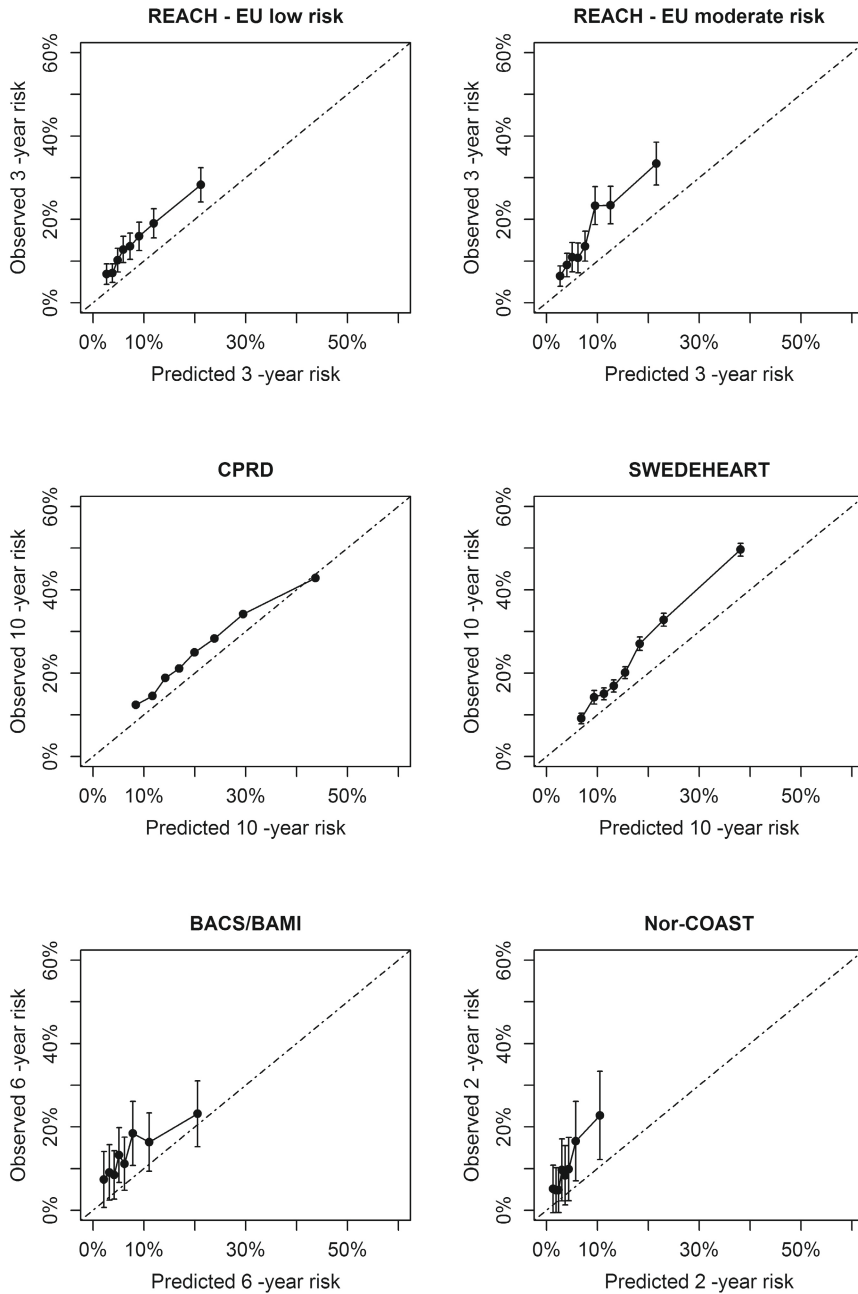 REACH - EU low risk
60%
40%
20%
0%
Observed 3 -year risk
0% 10% 30% 50%
Predicted 3 -year risk
REACH - EU moderate risk
60%
40%
20%
0%
Observed 3 -year risk
0% 10% 30% 50%
Predicted 3 -year risk
CPRD
60%
40%
20%
0%
Observed 10 -year risk
0% 10% 30% 50%
Predicted 10 -year risk
SWEDEHEART
60%
40%
20%
0%
Observed 10 -year risk
0% 10% 30% 50%
Predicted 10 -year risk
BACS/BAMI
60%
40%
20%
0%
Observed 6 -year risk
0% 10% 30% 50%
Predicted 6 -year risk
Nor-COAST
60%
40%
20%
0%
Observed 2 -year risk
0% 10% 30% 50%
Predicted 2 -year risk